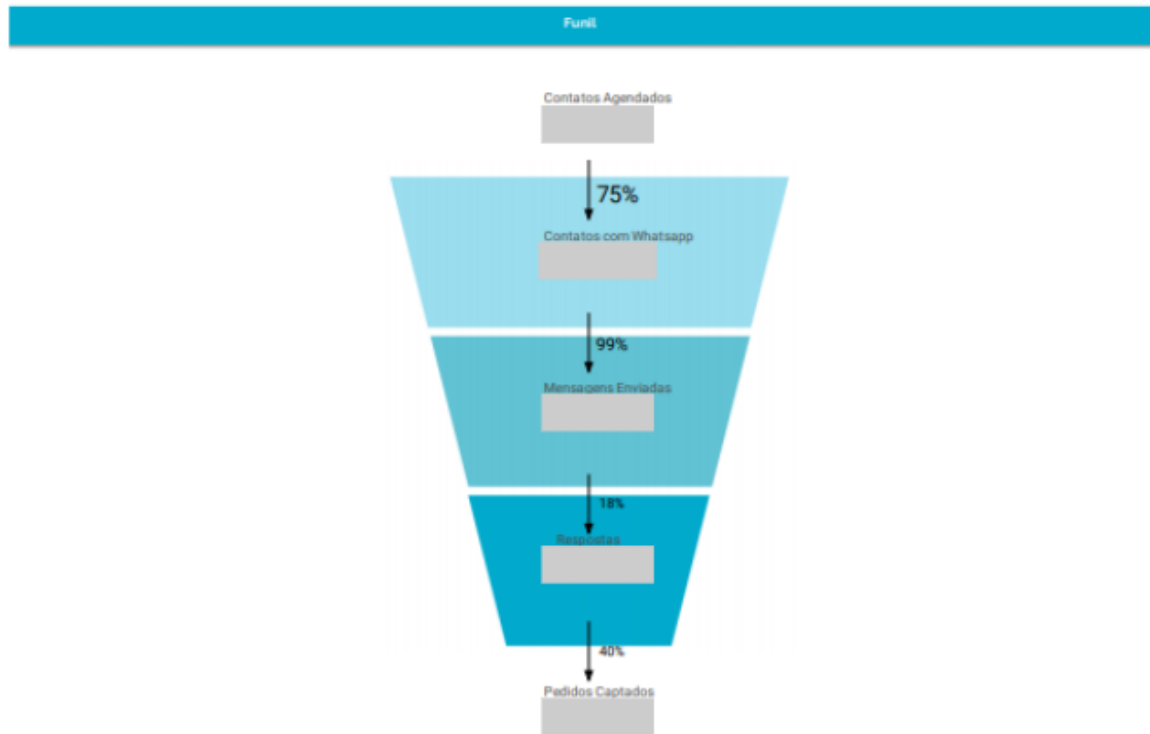 Funil
Contatos Agendados
75%
Contatos com Whatsapp
99%
Mensagens Enviadas
18%
Respostas
40%
Pedidos Captados